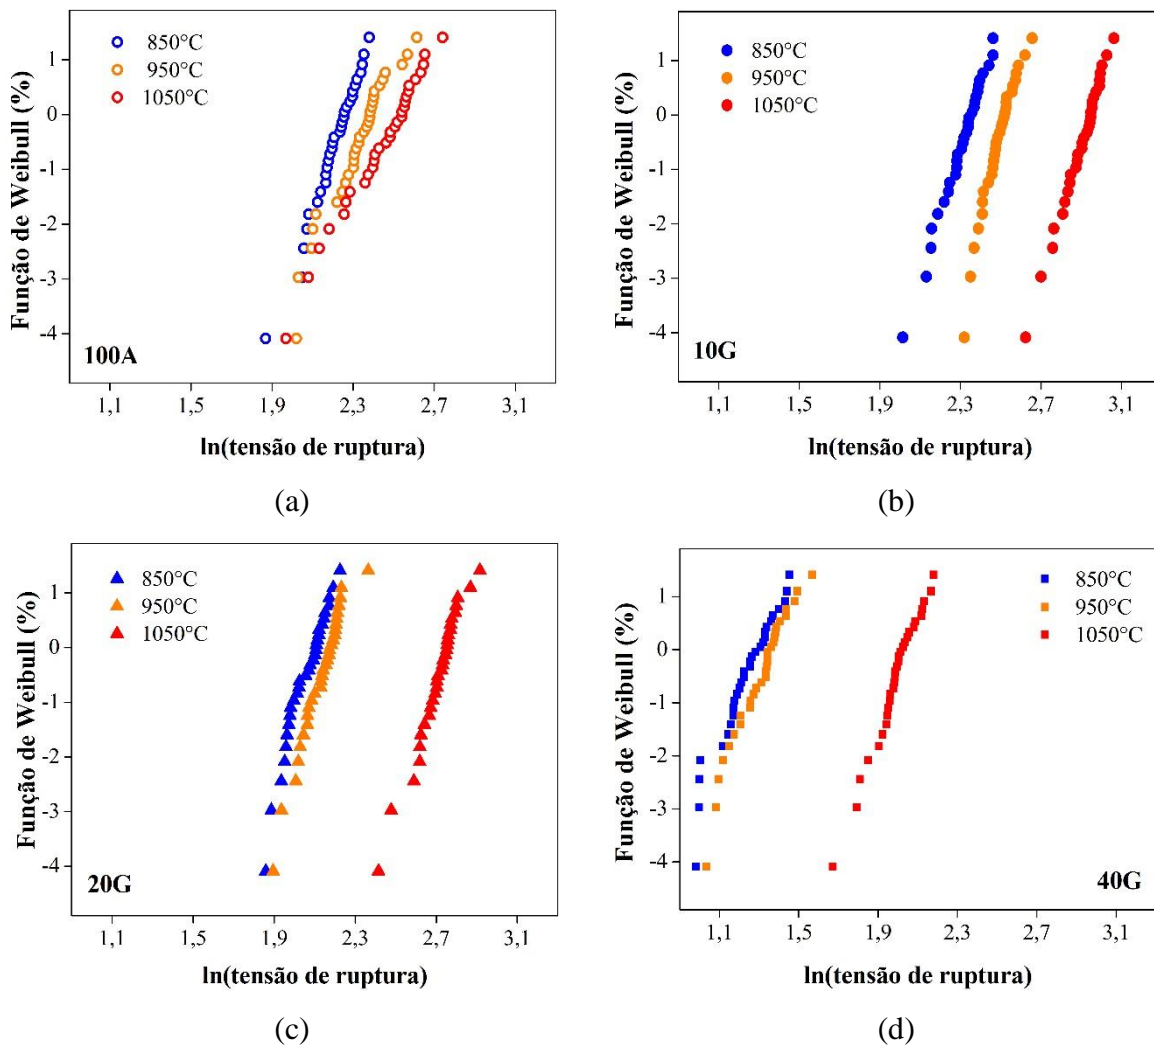 Função de Weibull (%)
1
0
-1
-2
-3
-4
850°C
950°C
1050°C
100A
1,1 1,5 1,9 2,3 2,7 3,1
ln(tensão de ruptura)
(a)
Função de Weibull (%)
1
0
-1
-2
-3
-4
850°C
950°C
1050°C
10G
1,1 1,5 1,9 2,3 2,7 3,1
ln(tensão de ruptura)
(b)
Função de Weibull (%)
1
0
-1
-2
-3
-4
850°C
950°C
1050°C
20G
1,1 1,5 1,9 2,3 2,7 3,1
ln(tensão de ruptura)
(c)
Função de Weibull (%)
1
0
-1
-2
-3
-4
850°C
950°C
1050°C
40G
1,1 1,5 1,9 2,3 2,7 3,1
ln(tensão de ruptura)
(d)